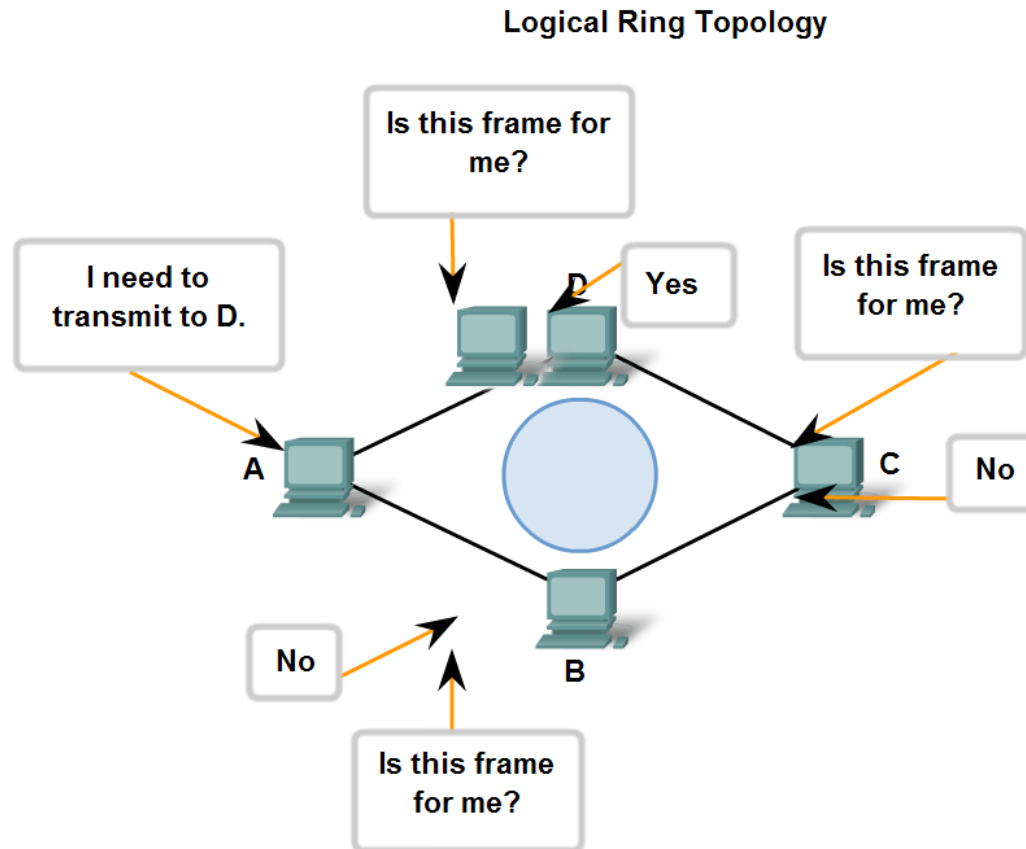 Logical Ring Topology
Is this frame for
me?
I need to
transmit to D.
D
Yes
Is this frame
for me?
A
C
No
No
B
Is this frame
for me?